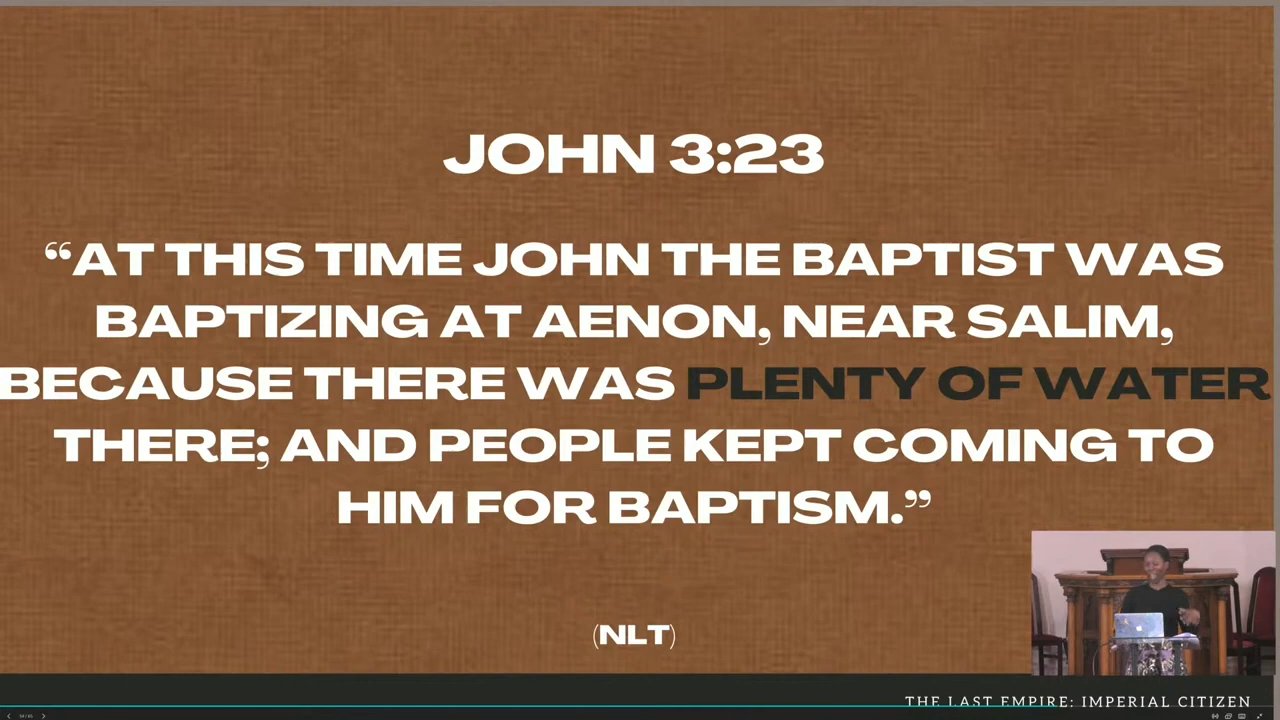 JOHN 3:23
“AT THIS TIME JOHN THE BAPTIST WAS
BAPTIZING AT AENON, NEAR SALIM,
BECAUSE THERE WAS PLENTY OF WATER
THERE; AND PEOPLE KEPT COMING TO
HIM FOR BAPTISM.”
(NLT)
THE LAST EMPIRE: IMPERIAL CITIZEN